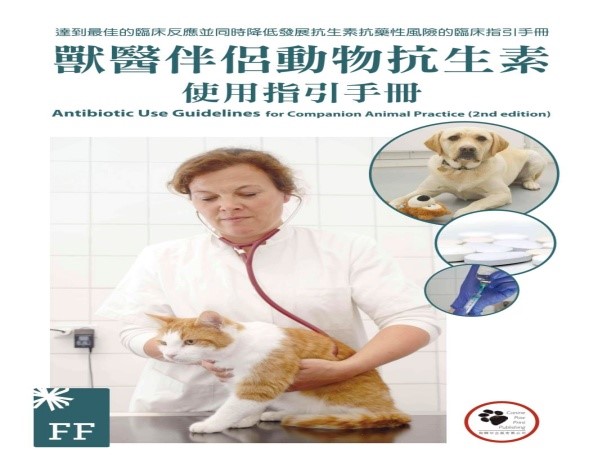 達到最佳的臨床反應並同時降低發展抗生素抗藥性風險的臨床指引手冊
獸醫伴侶動物抗生素
使用指引手冊
Antibiotic Use Guidelines for Companion Animal Practice (2nd edition)
FF
Canine
Paw
Print
Publishing